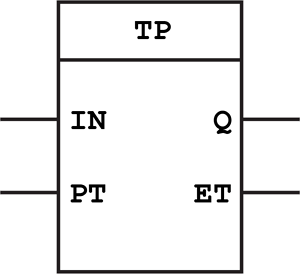 TP
IN Q
PT ET